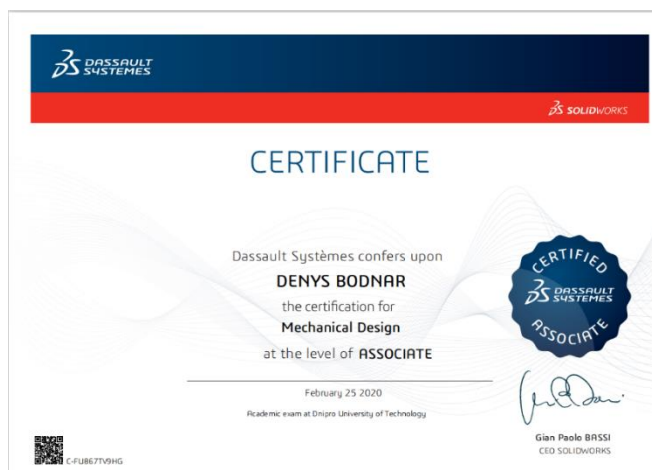 DASSAULT
SYSTEMES
SOLIDWORKS
CERTIFICATE
Dassault Systèmes confers upon
DENYS BODNAR
the certification for
Mechanical Design
at the level of ASSOCIATE
CERTIFIED
DASSAULT
SYSTEMES
ASSOCIATE
February 25 2020
Academic exam at Dnipro University of Technology
Gian Paolo BASSI
CEO SOLIDWORKS
C-FU867TV9HG